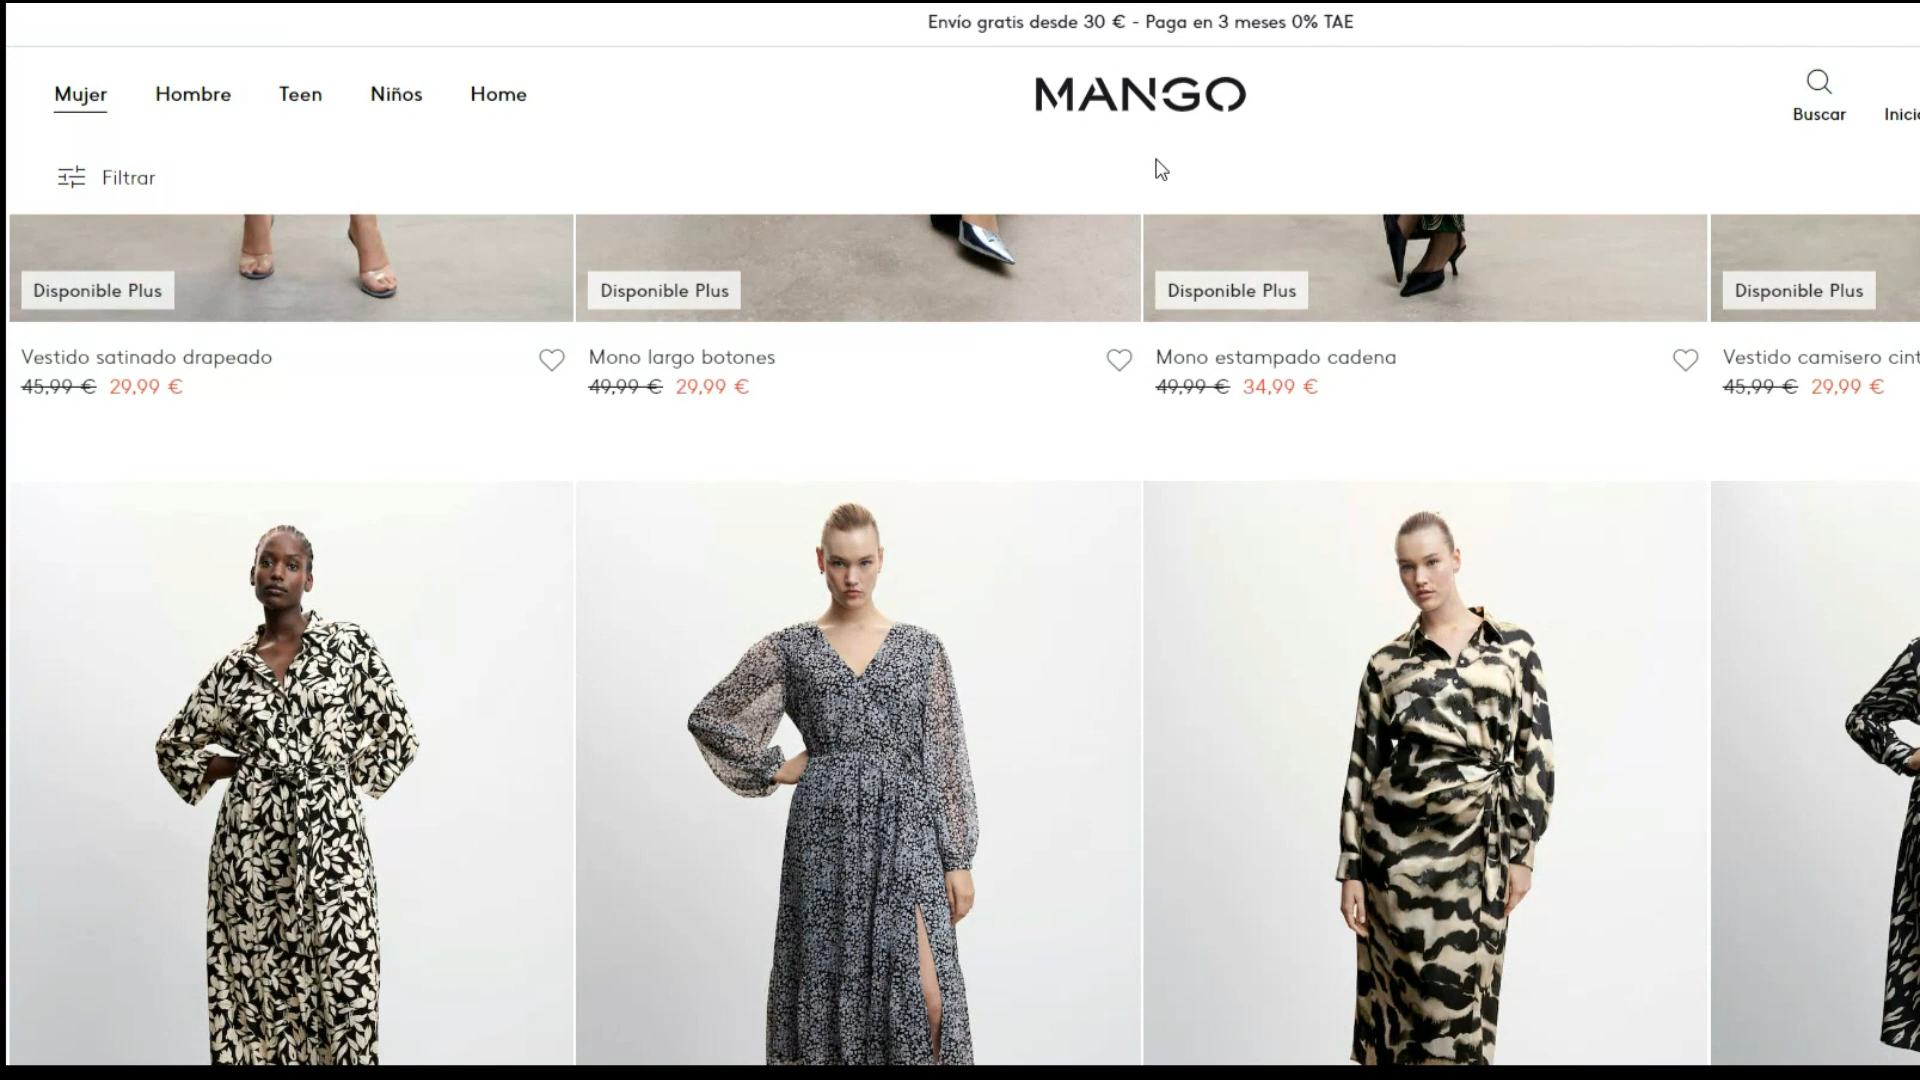 Envío gratis desde 30 € - Paga en 3 meses 0% TAE
Mujer Hombre Teen Niños Home
MANGO
Buscar
Filtrar
Disponible Plus Disponible Plus Disponible Plus Disponible Plus
Vestido satinado drapeado
45,99 € 29,99 €
Mono largo botones
49,99 € 29,99 €
Mono estampado cadena
49,99 € 34,99 €
Vestido camisero
45,99 € 29,99 €